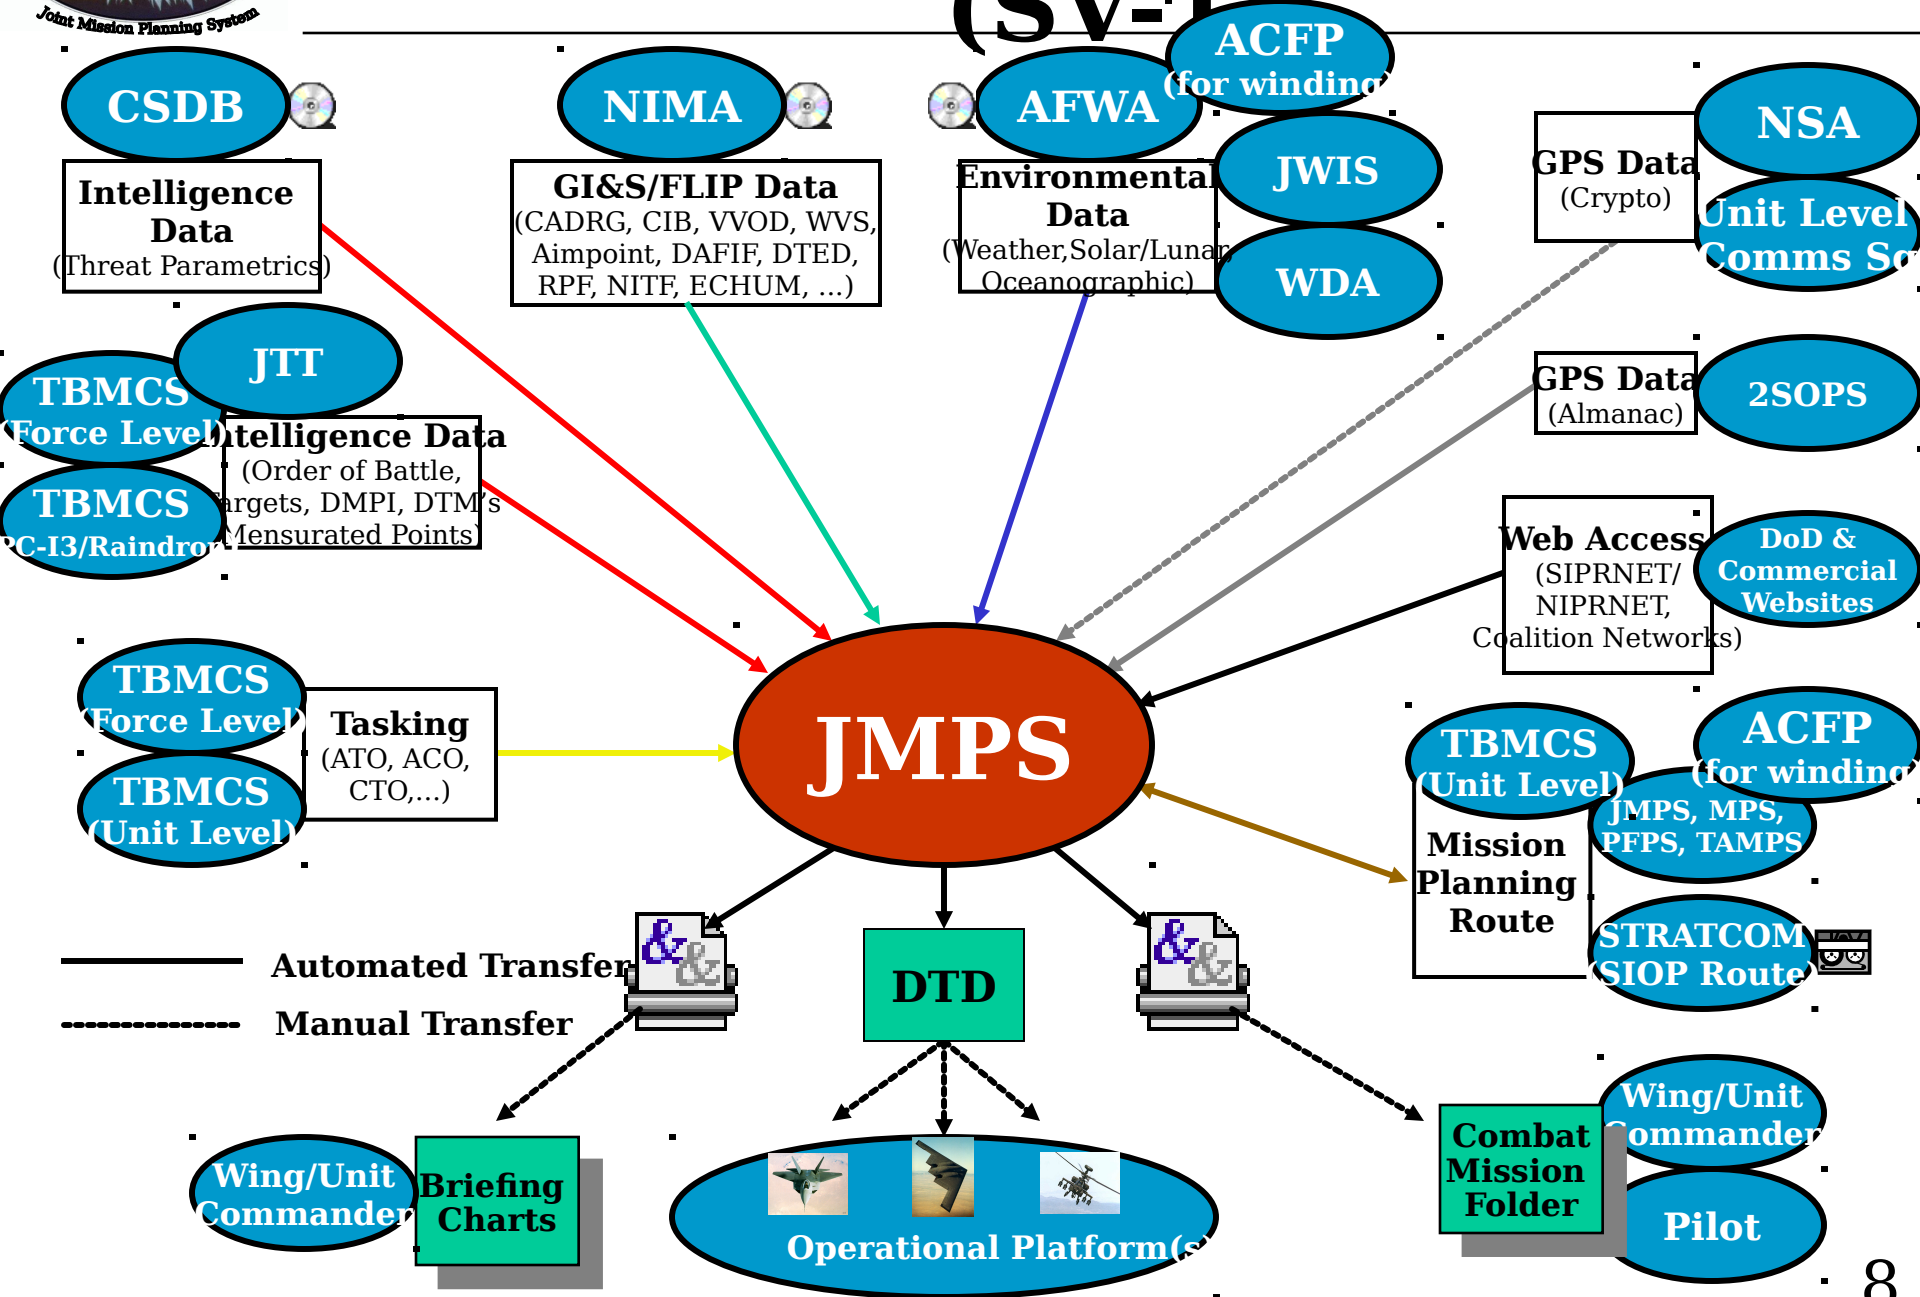 Joint Mission Planning System
(SV-1
CSDB
NIMA
AFWA
ACFP
(for winding)
NSA
Intelligence
Data
(Threat Parametrics)
GI&S/FLIP Data
(CADRG, CIB, VVOD, WVS,
Aimpoint, DAFIF, DTED,
RPF, NITF, ECHUM, ...)
Environmental
Data
(Weather,Solar/Lunar,
Oceanographic)
JWIS
WDA
GPS Data
(Crypto)
Unit Level
Comms Sq
JTT
TBMCS
(Force Level)
TBMCS
PC-I3/Raindrop)
Intelligence Data
(Order of Battle,
Targets, DMPI, DTM's
Mensurated Points)
GPS Data
(Almanac)
2SOPS
Web Access
(SIPRNET/
NIPRNET,
Coalition Networks)
DoD &
Commercial
Websites
TBMCS
(Force Level)
TBMCS
(Unit Level)
Tasking
(ATO, ACO,
CTO,...)
JMPS
TBMCS
(Unit Level)
ACFP
(for winding)
JMPS, MPS,
PFPS, TAMPS
Mission
Planning
Route
STRATCOM
(SIOP Route)
Automated Transfer
Manual Transfer
&
&
DTD
&
&
Wing/Unit
Commander
Briefing
Charts
Operational Platform(s)
Combat
Mission
Folder
Wing/Unit
Commander
Pilot
8